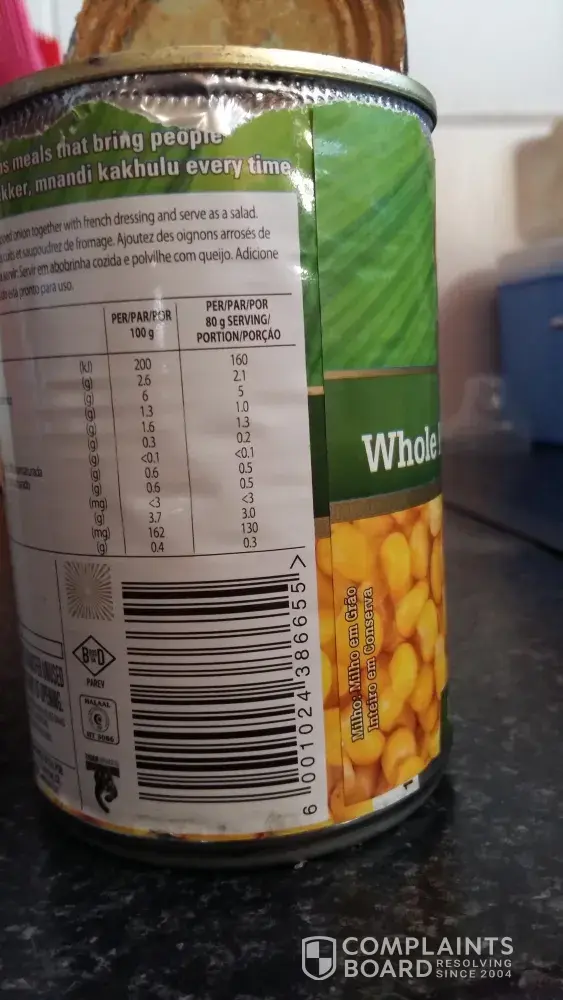 ns meals that bring people
kker, mnandi kakhulu every time
onion together with french dressing and serve as a salad.
et saupoudrez de fromage. Ajoutez des oignons arrosés de
servir. Servir em abobrinha cozida e polvilhe com queijo. Adicione
está pronto para uso.
PER/PAR/POR 100 g
PER/PAR/POR 80 g SERVING/ PORTION/PORÇÃO
(kJ) 200 160
(g) 2.6 2.1
(g) 6 5
(g) 1.3 1.0
(g) 1.6 1.3
(g) 0.3 0.2
(g) <0.1 <0.1
(g) 0.6 0.5
(g) 0.6 0.5
(mg) <3 <3
(g) 3.7 3.0
(mg) 162 130
(g) 0.4 0.3
Whole
Milho: Milho em Grão
Inteiro em Conserva
B D
PAREV
HALAAL
6 001024 386655 >
UNUSED
OPENING.
COMPLAINTS
BOARD RESOLVING
SINCE 2004